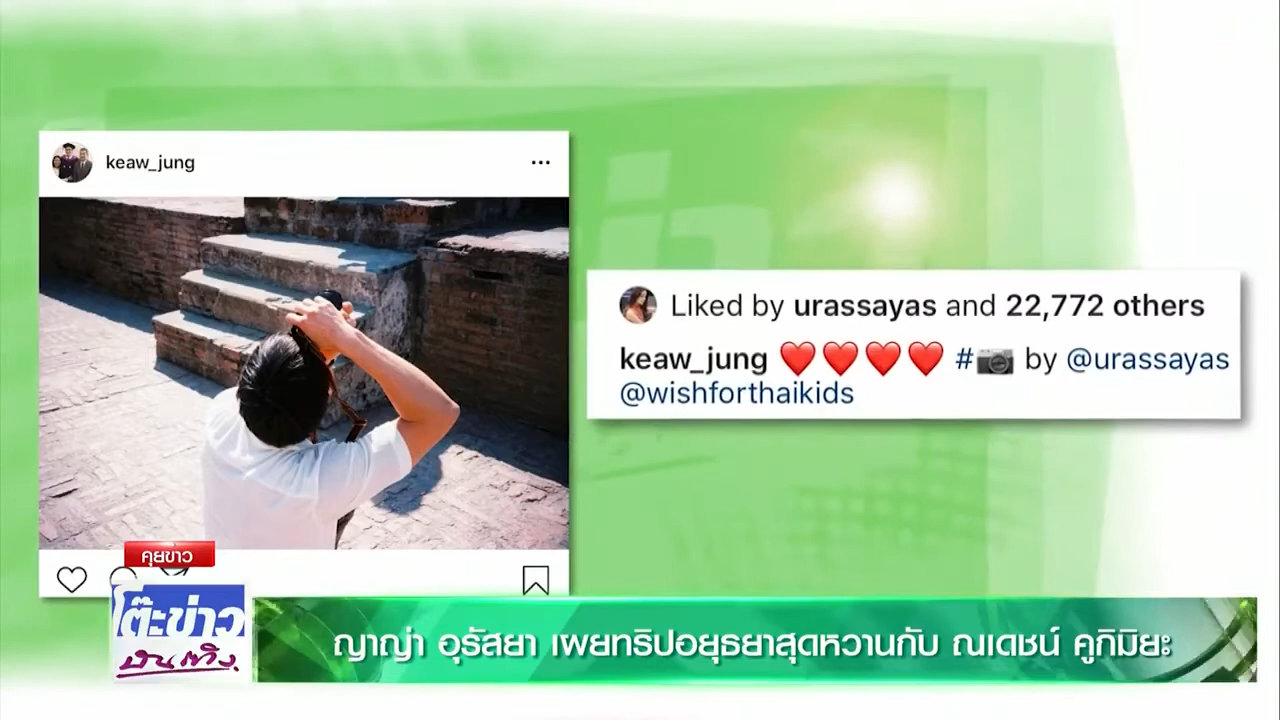 keaw_jung
Liked by urassayas and 22,772 others
keaw_jung ❤️❤️❤️❤️ #📷 by @urassayas
@wishforthaikids
คุยข่าว
โต๊ะข่าว
บันเทิง
ญาญ่า อุรัสยา เผยทริปอยุธยาสุดหวานกับ ณเดชน์ คูกิมิยะ